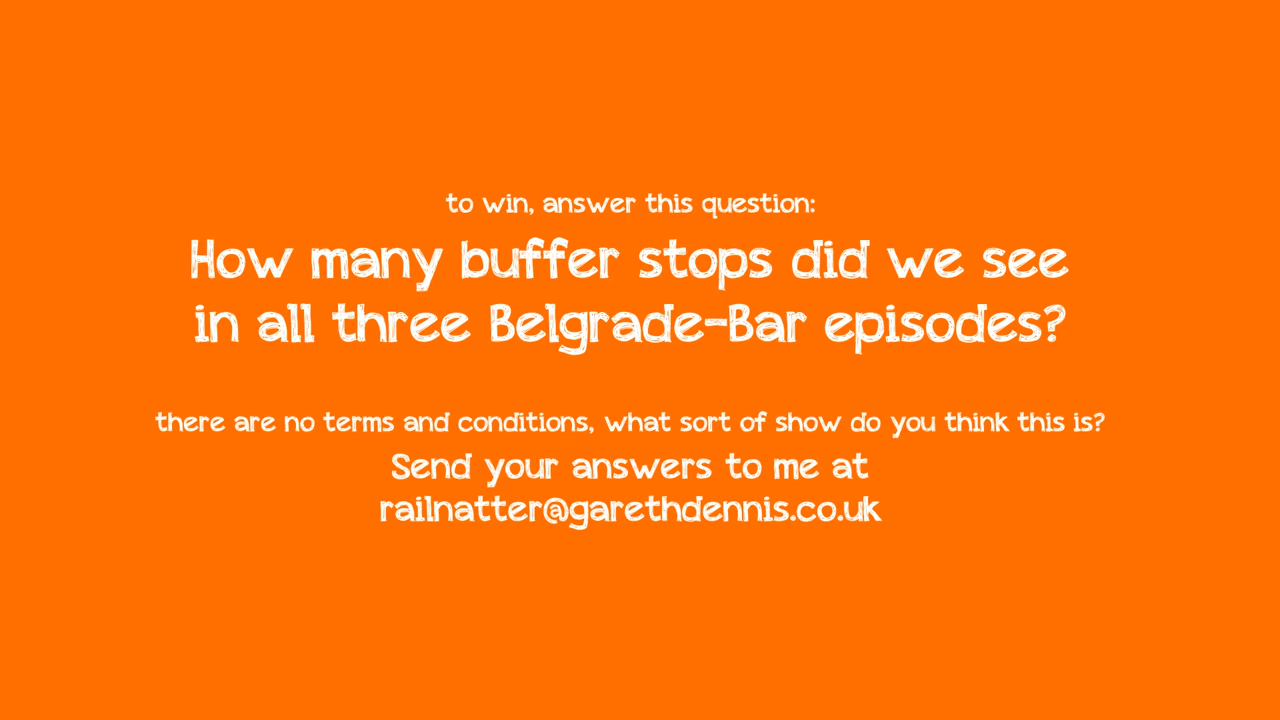 to win, answer this question:
How many buffer stops did we see
in all three Belgrade-Bar episodes?
there are no terms and conditions, what sort of show do you think this is?
Send your answers to me at
railnatter@garethdennis.co.uk